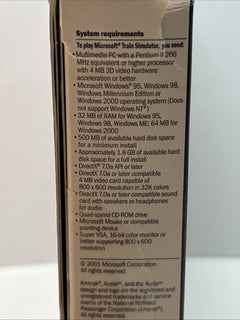 System requirements
To play Microsoft® Train Simulator, you need:
• Multimedia PC with a Pentium II 266
MHz equivalent or higher processor
with 4 MB 3D video hardware
acceleration or better
• Microsoft Windows® 95, Windows 98,
Windows Millennium Edition or
Windows 2000 operating system (Does
not support Windows NT®)
• 32 MB of RAM for Windows 95,
Windows 98, Windows ME; 64 MB for
Windows 2000
• 500 MB of available hard disk space
for a minimum install
• Approximately 1.8 GB of available hard
disk space for a full install
• DirectX® 7.0a API or later
• DirectX 7.0a or later compatible
4 MB video card capable of
800 x 600 resolution in 32K colors
• DirectX 7.0a or later compatible sound
card with speakers or headphones
for audio
• Quad speed CD-ROM drive
• Microsoft Mouse or compatible
pointing device
• Super VGA, 16-bit color monitor or
better supporting 800 x 600
resolution
© 2001 Microsoft Corporation.
All rights reserved.
Amtrak®, Acela℠, and the Acela
design and logo are the registered and
unregistered trademarks and service
marks of the National Railroad
Passenger Corporation (Amtrak®).
All rights reserved.